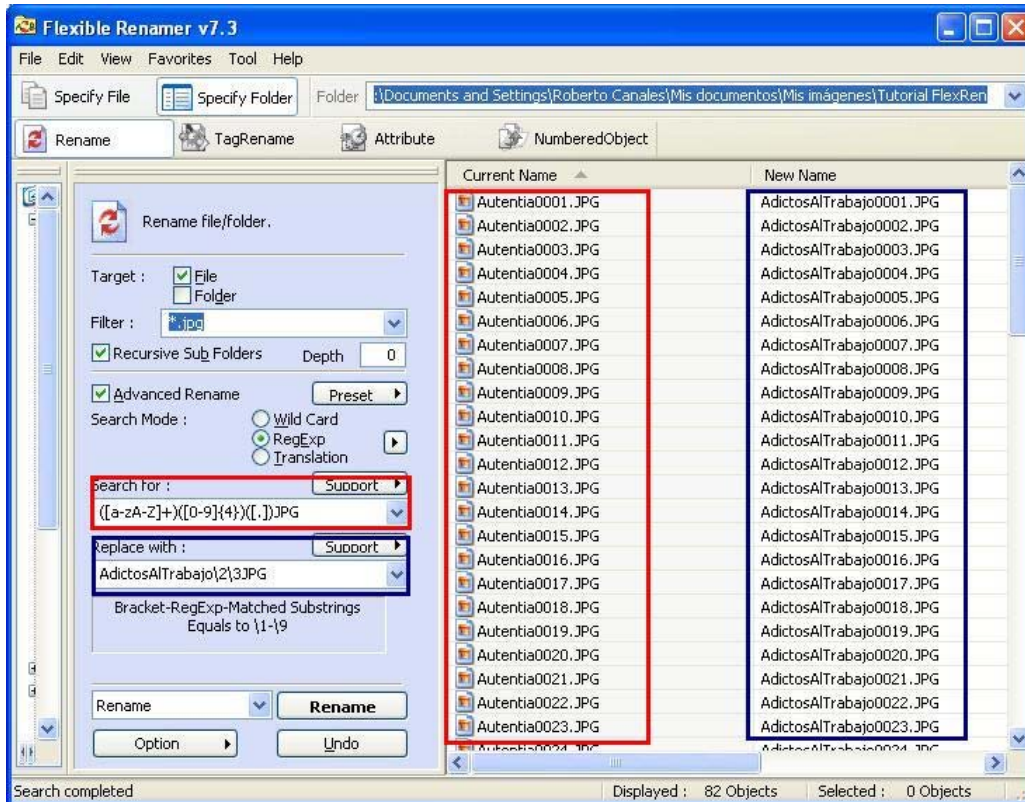 Flexible Renamer v7.3
File Edit View Favorites Tool Help
Specify File Specify Folder Folder :\Documents and Settings\Roberto Canales\Mis documentos\Mis imágenes\Tutorial FlexRen
Rename TagRename Attribute NumberedObject
Rename file/folder.
Target : File
Folder
Filter : *.jpg
Recursive Sub Folders Depth 0
Advanced Rename Preset
Search Mode : Wild Card
RegExp
Translation
Search for : Support
([a-zA-Z]+)([0-9]{4})([.])JPG
Replace with : Support
AdictosAlTrabajo\2\3JPG
Bracket-RegExp-Matched Substrings
Equals to \1-\9
Rename Rename
Option Undo
Current Name New Name
Autentia0001.JPG AdictosAlTrabajo0001.JPG
Autentia0002.JPG AdictosAlTrabajo0002.JPG
Autentia0003.JPG AdictosAlTrabajo0003.JPG
Autentia0004.JPG AdictosAlTrabajo0004.JPG
Autentia0005.JPG AdictosAlTrabajo0005.JPG
Autentia0006.JPG AdictosAlTrabajo0006.JPG
Autentia0007.JPG AdictosAlTrabajo0007.JPG
Autentia0008.JPG AdictosAlTrabajo0008.JPG
Autentia0009.JPG AdictosAlTrabajo0009.JPG
Autentia0010.JPG AdictosAlTrabajo0010.JPG
Autentia0011.JPG AdictosAlTrabajo0011.JPG
Autentia0012.JPG AdictosAlTrabajo0012.JPG
Autentia0013.JPG AdictosAlTrabajo0013.JPG
Autentia0014.JPG AdictosAlTrabajo0014.JPG
Autentia0015.JPG AdictosAlTrabajo0015.JPG
Autentia0016.JPG AdictosAlTrabajo0016.JPG
Autentia0017.JPG AdictosAlTrabajo0017.JPG
Autentia0018.JPG AdictosAlTrabajo0018.JPG
Autentia0019.JPG AdictosAlTrabajo0019.JPG
Autentia0020.JPG AdictosAlTrabajo0020.JPG
Autentia0021.JPG AdictosAlTrabajo0021.JPG
Autentia0022.JPG AdictosAlTrabajo0022.JPG
Autentia0023.JPG AdictosAlTrabajo0023.JPG
Autentia0024.JPG AdictosAlTrabajo0024.JPG
Search completed Displayed : 82 Objects Selected : 0 Objects